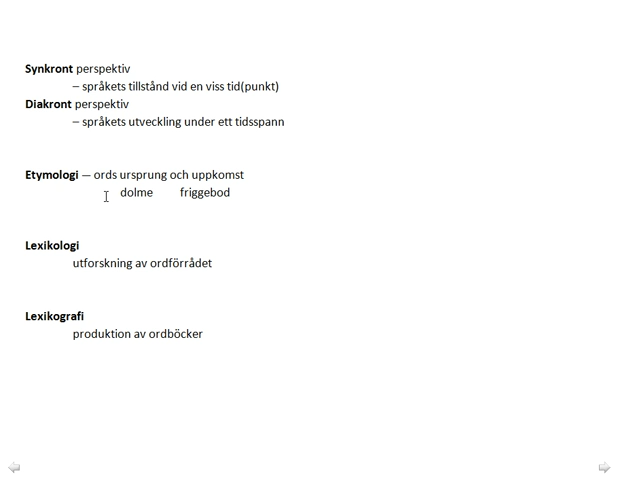 Synkront perspektiv
– språkets tillstånd vid en viss tid(punkt)
Diakront perspektiv
– språkets utveckling under ett tidsspann
Etymologi — ords ursprung och uppkomst
dolme friggebod
Lexikologi
utforskning av ordförrådet
Lexikografi
produktion av ordböcker